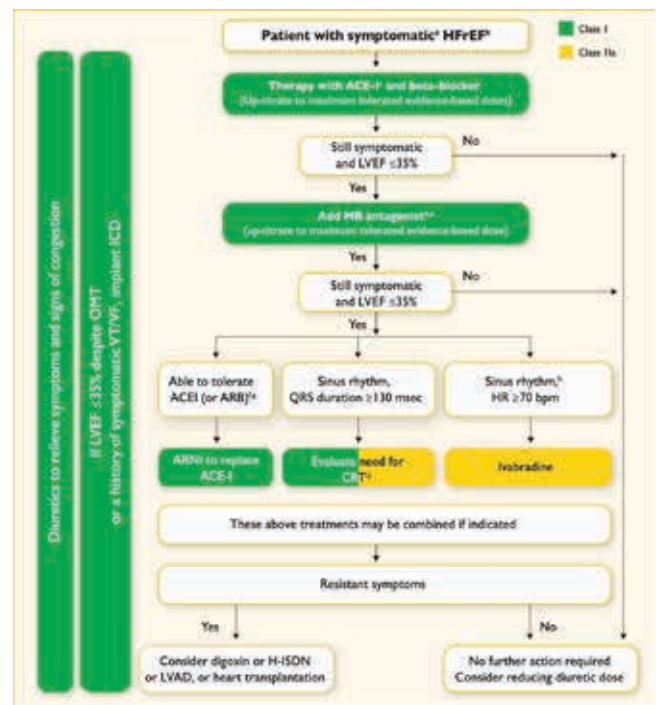 Patient with symptomatic HFrEF
Class I
Class IIa
Therapy with ACE-I and beta-blocker
(Up-titrate to maximum tolerated evidence-based doses)
Still symptomatic
and LVEF ≤35%
No
Yes
Add MR antagonist
(up-titrate to maximum tolerated evidence-based dose)
Yes
Still symptomatic
and LVEF ≤35%
No
Yes
Able to tolerate
ACEI (or ARB)
Sinus rhythm,
QRS duration ≥130 msec
Sinus rhythm,
HR ≥70 bpm
ARNI to replace
ACE-I
Evaluate need for
CRT
Ivabradine
These above treatments may be combined if indicated
Resistant symptoms
Yes
No
Consider digoxin or H-ISDN
or LVAD, or heart transplantation
No further action required
Consider reducing diuretic dose
Diuretics to relieve symptoms and signs of congestion
If LVEF ≤35% despite OMT
or a history of symptomatic VT/VF, implant ICD